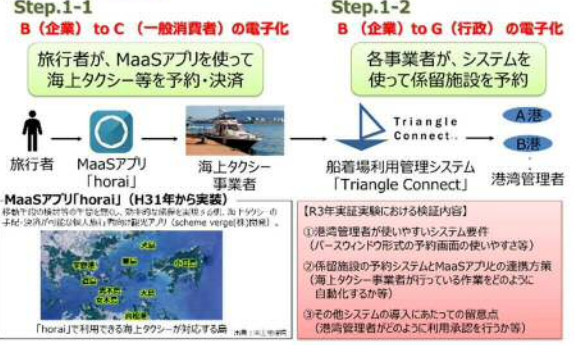 Step.1-1
B（企業）to C （一般消費者）の電子化
旅行者が、MaaSアプリを使って
海上タクシー等を予約・決済
旅行者
MaaSアプリ
「horai」
海上タクシー
事業者
MaaSアプリ「horai」（H31年から実装）
「horai」で利用できる海上タクシーが対応する島
Step.1-2
B （企業）to G（行政）の電子化
各事業者が、システムを
使って係留施設を予約
Triangle
Connect
船着場利用管理システム
「Triangle Connect」
A港
B港
港湾管理者
【R3年実証実験における検証内容】
①港湾管理者が使いやすいシステム要件
（バースウィンドウ形式の予約画面の使いやすさ等）
②係留施設の予約システムとMaaSアプリとの連携方策
（海上タクシー事業者が行っている作業をどのように
自動化するか等）
③その他システムの導入にあたっての留意点
（港湾管理者がどのように利用承認を行うか等）